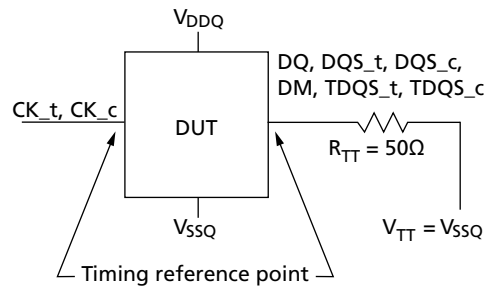 V_DDQ
DQ, DQS_t, DQS_c,
DM, TDQS_t, TDQS_c
CK_t, CK_c
DUT
R_TT = 50Ω
V_SSQ
V_TT = V_SSQ
Timing reference point